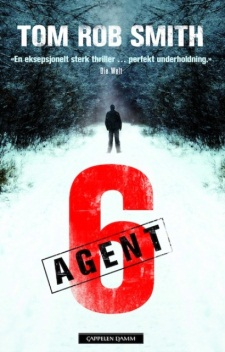 TOM ROB SMITH
«En eksepsjonelt sterk thriller ... perfekt underholdning.»
Die Welt
6
AGENT
CAPPELEN DAMM